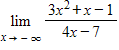 lim x→-∞ (3x²+x-1)/(4x-7)